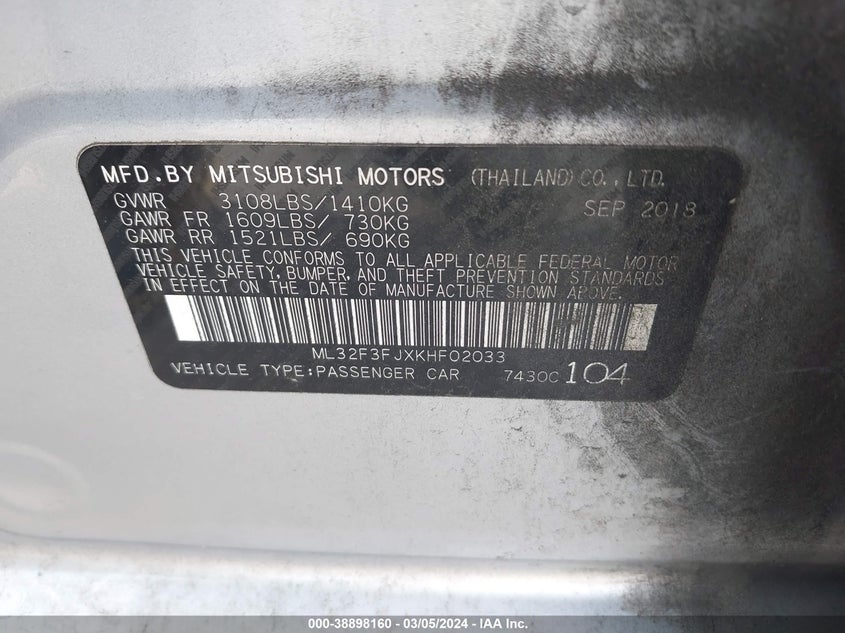 MFD.BY MITSUBISHI MOTORS (THAILAND) CO., LTD.
GVWR 3108LBS/1410KG SEP 2018
GAWR FR 1609LBS/ 730KG
GAWR RR 1521LBS/ 690KG
THIS VEHICLE CONFORMS TO ALL APPLICABLE FEDERAL MOTOR
VEHICLE SAFETY, BUMPER, AND THEFT PREVENTION STANDARDS
IN EFFECT ON THE DATE OF MANUFACTURE SHOWN ABOVE.
ML32F3FJXKHF02033
VEHICLE TYPE:PASSENGER CAR 7430C 104
000-38898160 - 03/05/2024 - IAA Inc.